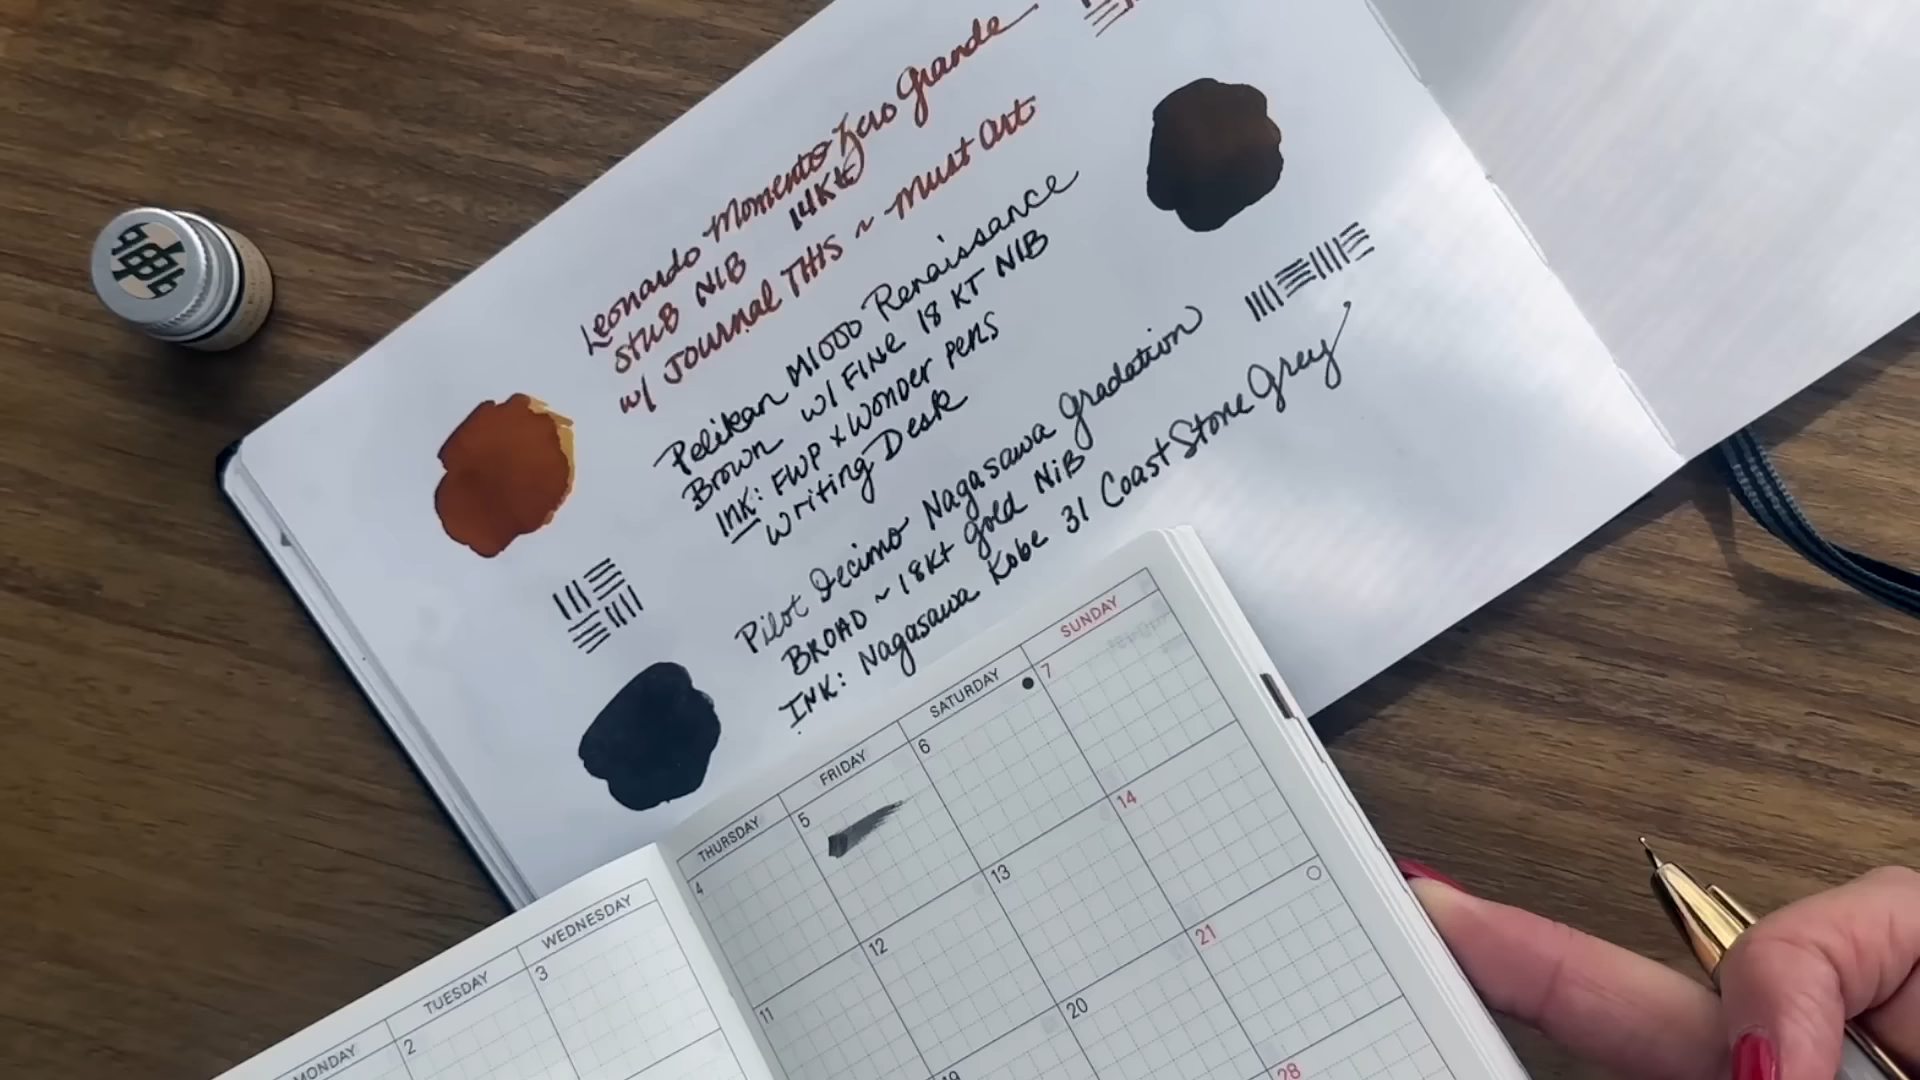 Leonardo Momento Zero Grande
Stub NIB 14Kt
w/ Journal THIS ~ Must Art
Pelikan M1000 Renaissance
Brown w/ FINE 18 KT NIB
INK: FWP x Wonder Pens
Writing Desk
Pilot Decimo Nagasawa Gradation
BROAD ~ 18Kt gold NiB
INK: Nagasawa Kobe 31 Coast Stone Grey
MONDAY
TUESDAY
WEDNESDAY
THURSDAY
FRIDAY
SATURDAY
SUNDAY
2
3
4
5
6
7
11
12
13
14
19
20
21
28